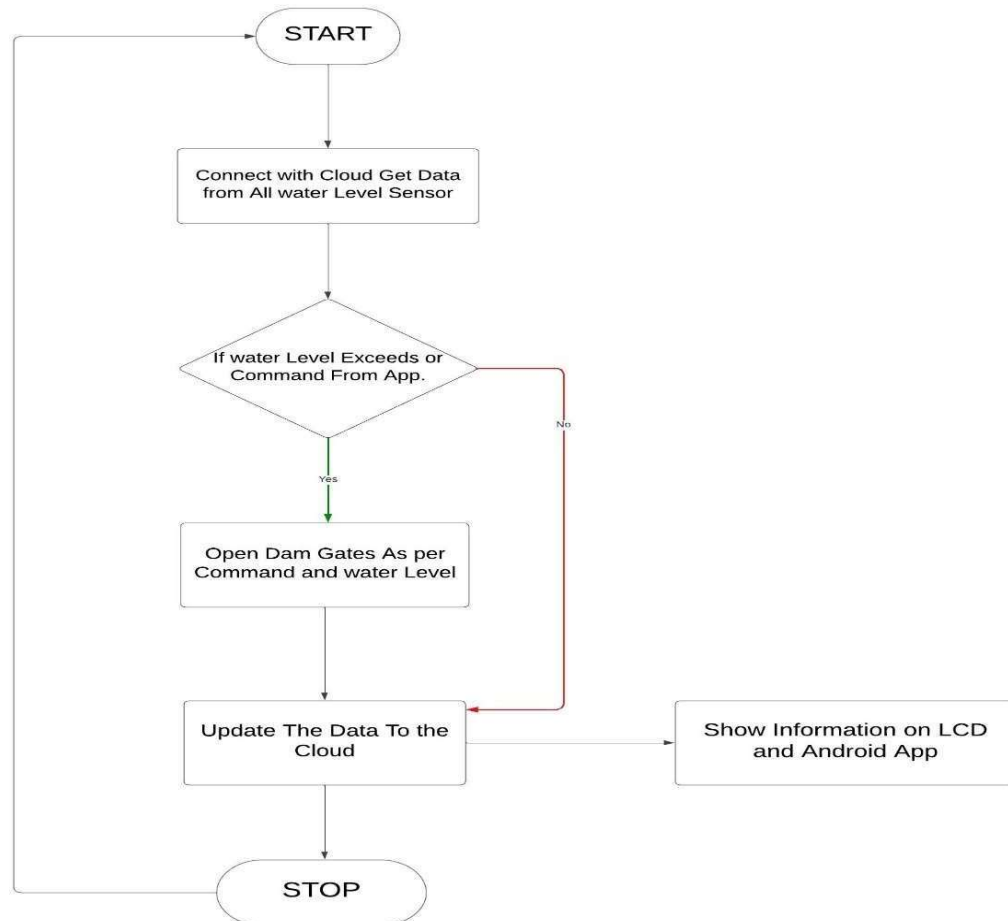 START
Connect with Cloud Get Data
from All water Level Sensor
If water Level Exceeds or
Command From App.
No
Yes
Open Dam Gates As per
Command and water Level
Update The Data To the
Cloud
Show Information on LCD
and Android App
STOP